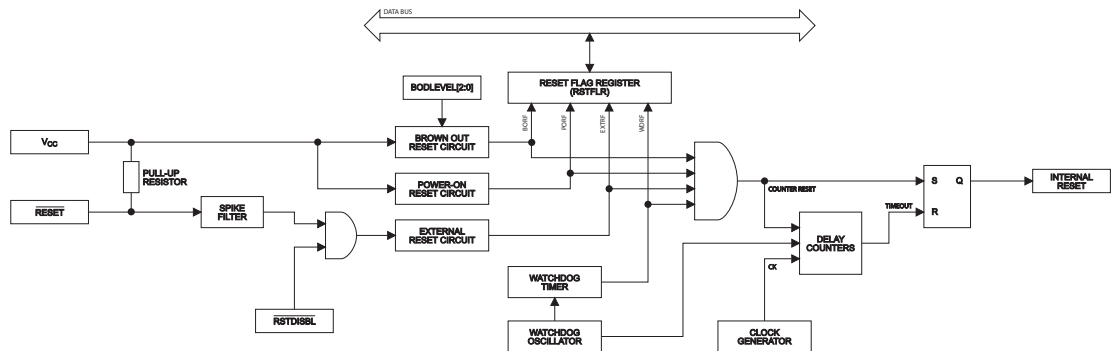 DATA BUS
BODLEVEL[2:0]
RESET FLAG REGISTER
(RSTFLR)
BORF
PORF
EXTRF
WDRF
VCC
BROWN OUT
RESET CIRCUIT
PULL-UP
RESISTOR
POWER-ON
RESET CIRCUIT
S
Q
INTERNAL
RESET
COUNTER RESET
RESET
SPIKE
FILTER
TIMEOUT
R
EXTERNAL
RESET CIRCUIT
DELAY
COUNTERS
CK
WATCHDOG
TIMER
RSTDISBL
WATCHDOG
OSCILLATOR
CLOCK
GENERATOR